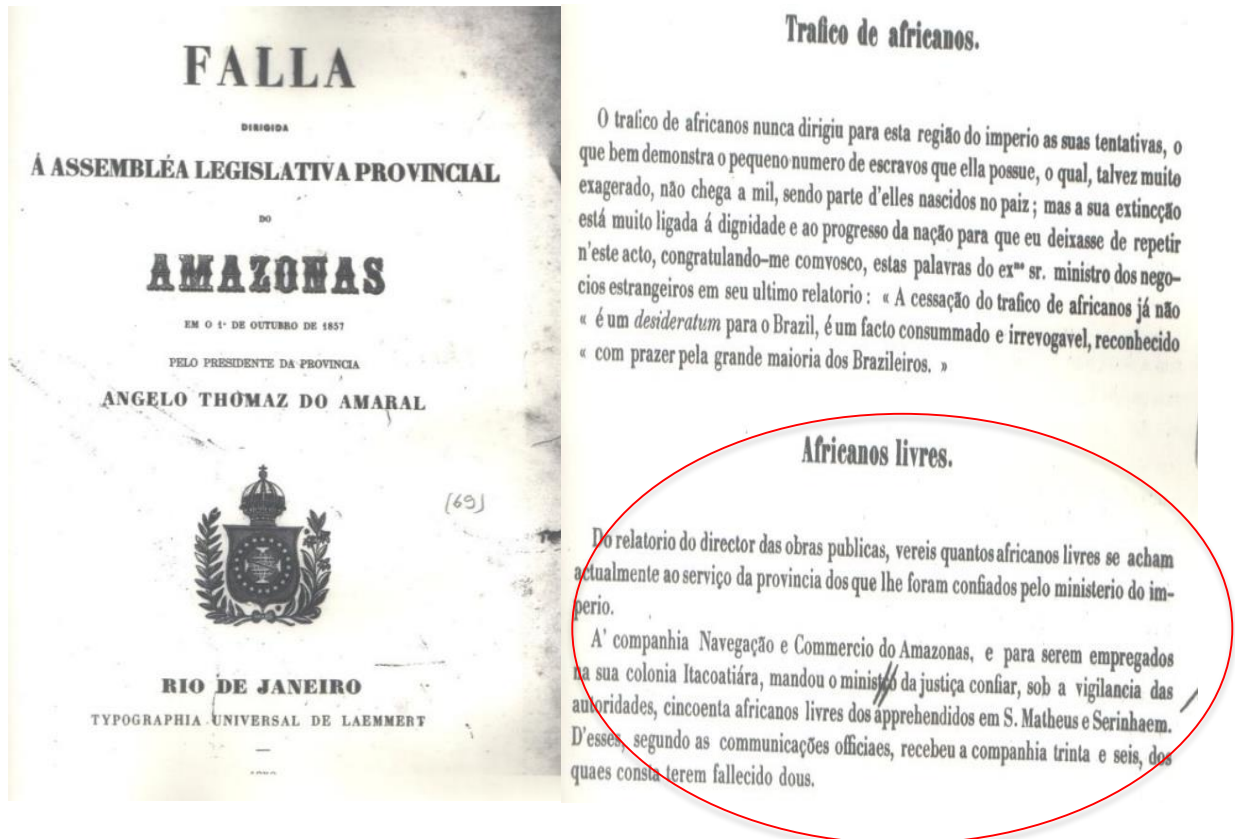 FALLA
DIRIGIDA
Á ASSEMBLÉA LEGISLATIVA PROVINCIAL
DO
AMAZONAS
EM O 1º DE OUTUBRO DE 1857
PELO PRESIDENTE DA PROVINCIA
ANGELO THOMAZ DO AMARAL
(69)
RIO DE JANEIRO
TYPOGRAPHIA UNIVERSAL DE LAEMMERT
Trafico de africanos.
O trafico de africanos nunca dirigiu para esta região do imperio as suas tentativas, o
que bem demonstra o pequeno numero de escravos que ella possue, o qual, talvez muito
exagerado, não chega a mil, sendo parte d'elles nascidos no paiz; mas a sua extincção
está muito ligada á dignidade e ao progresso da nação para que eu deixasse de repetir
n'este acto, congratulando-me comvosco, estas palavras do exmo sr. ministro dos nego-
cios estrangeiros em seu ultimo relatorio: « A cessação do trafico de africanos já não
« é um desideratum para o Brazil, é um facto consummado e irrevogavel, reconhecido
« com prazer pela grande maioria dos Brazileiros. »
Africanos livres.
Do relatorio do director das obras publicas, vereis quantos africanos livres se acham
actualmente ao serviço da provincia dos que lhe foram confiados pelo ministerio do im-
perio.
A' companhia Navegação e Commercio do Amazonas, e para serem empregados
na sua colonia Itacoatiára, mandou o ministro da justiça confiar, sob a vigilancia das
autoridades, cincoenta africanos livres dos apprehendidos em S. Matheus e Serinhaem.
D'esses, segundo as communicações officiaes, recebeu a companhia trinta e seis, dos
quaes consta terem fallecido dous.